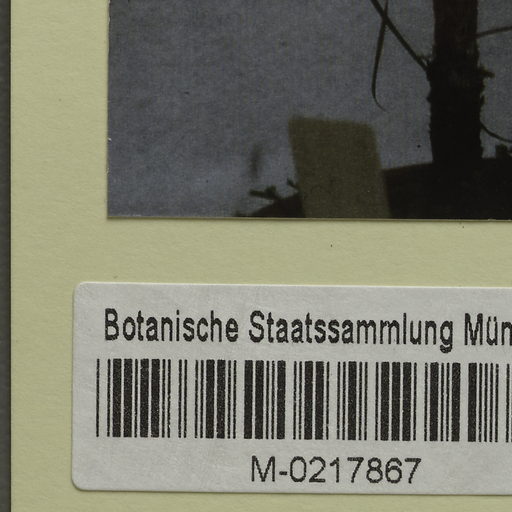 Botanische Staatssammlung Mün
M-0217867